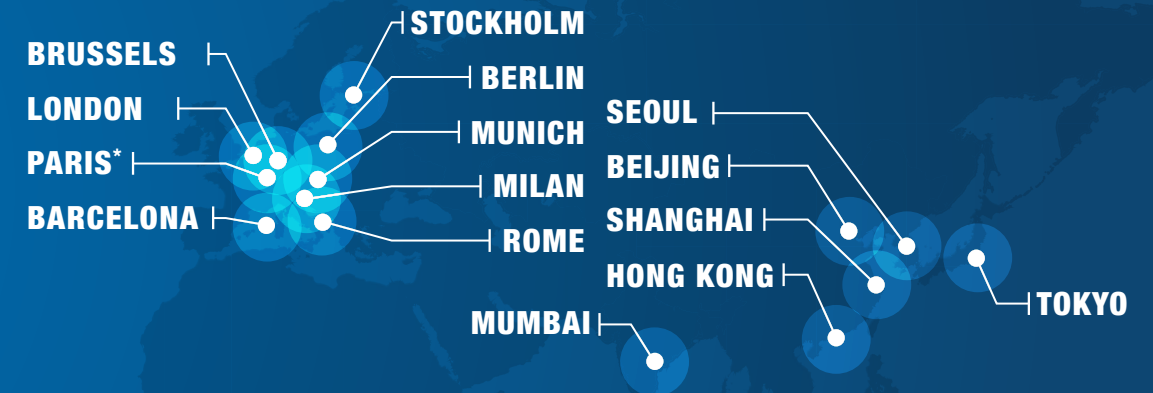 BRUSSELS
LONDON
PARIS*
BARCELONA
STOCKHOLM
BERLIN
MUNICH
MILAN
ROME
MUMBAI
SEOUL
BEIJING
SHANGHAI
HONG KONG
TOKYO